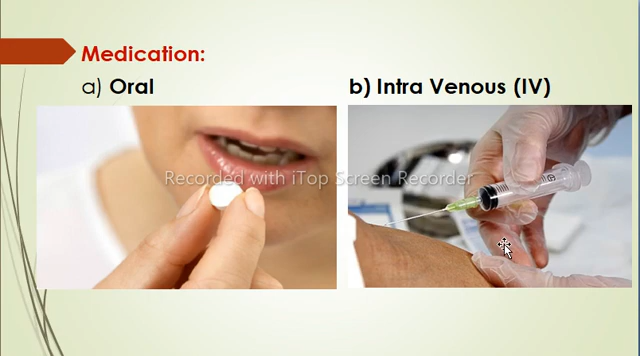 Medication:
a) Oral
b) Intra Venous (IV)
Recorded with iTop Screen Recorder